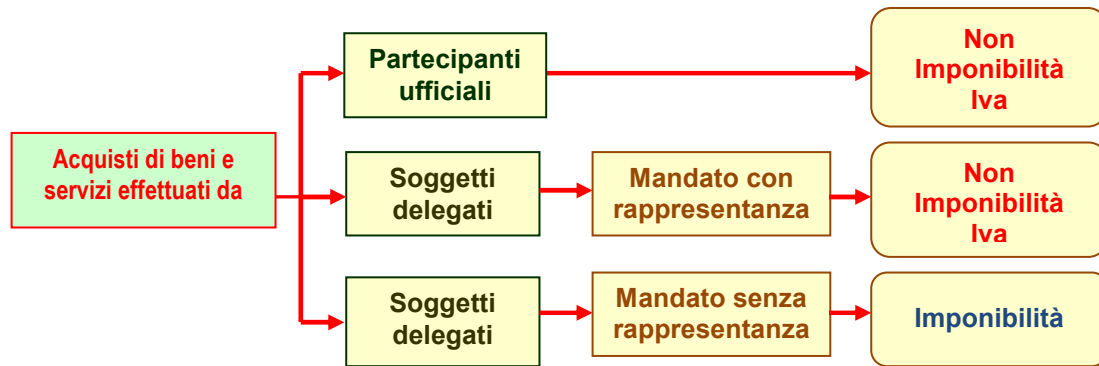 Partecipanti
ufficiali
Non
Imponibilità
Iva
Acquisti di beni e
servizi effettuati da
Soggetti
delegati
Mandato con
rappresentanza
Non
Imponibilità
Iva
Soggetti
delegati
Mandato senza
rappresentanza
Imponibilità